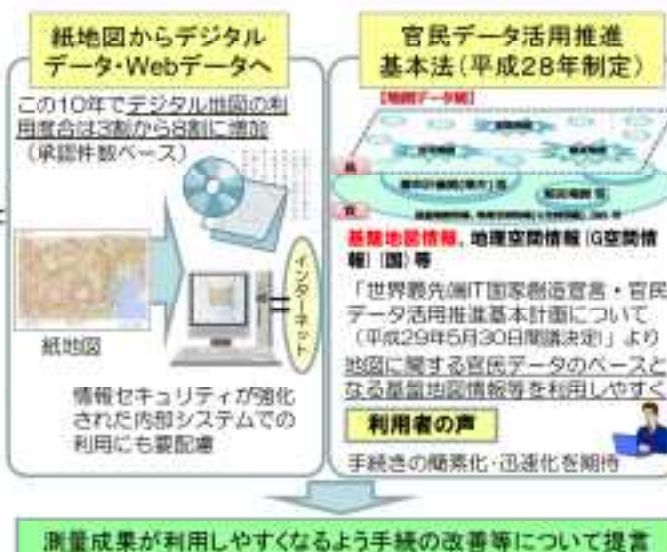 紙地図からデジタル
データ・Webデータへ
この10年でデジタル地図の利
用度合は3割から8割に増加
（承認件数ベース）
インターネット
紙地図
情報セキュリティが強化
された内部システムでの
利用にも要配慮
官民データ活用推進
基本法(平成28年制定)
基盤地図情報, 地理空間情報 (G空間情
報) (国) 等
「世界最先端IT国家創造宣言・官民
データ活用推進基本計画について
（平成29年5月30日閣議決定）」より
地図に関する官民データのベースと
なる基盤地図情報等を利用しやすく
利用者の声
手続きの簡素化・迅速化を期待
測量成果が利用しやすくなるよう手続の改善等について提言